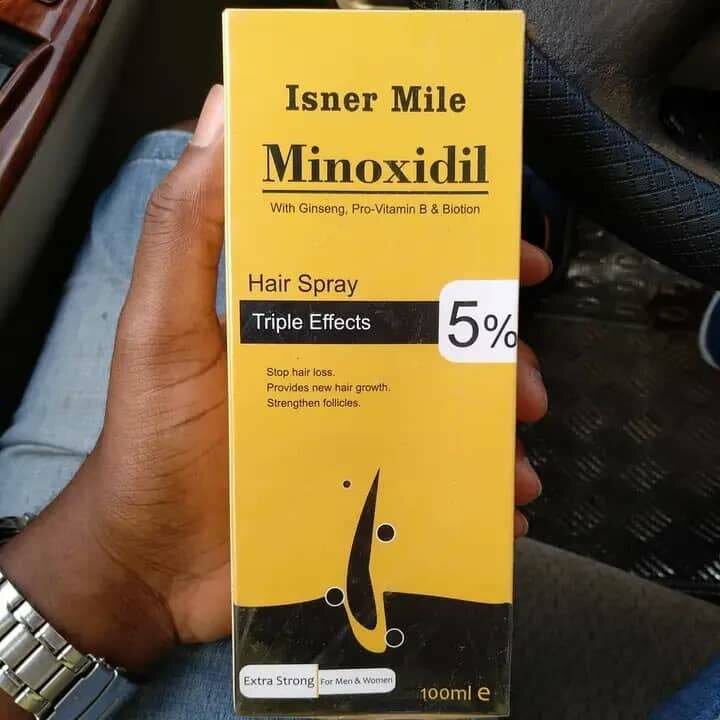 Isner Mile
Minoxidil
With Ginseng, Pro-Vitamin B & Biotion
Hair Spray
Triple Effects
5%
Stop hair loss.
Provides new hair growth.
Strengthen follicles.
Extra Strong
For Men & Women
100ml e